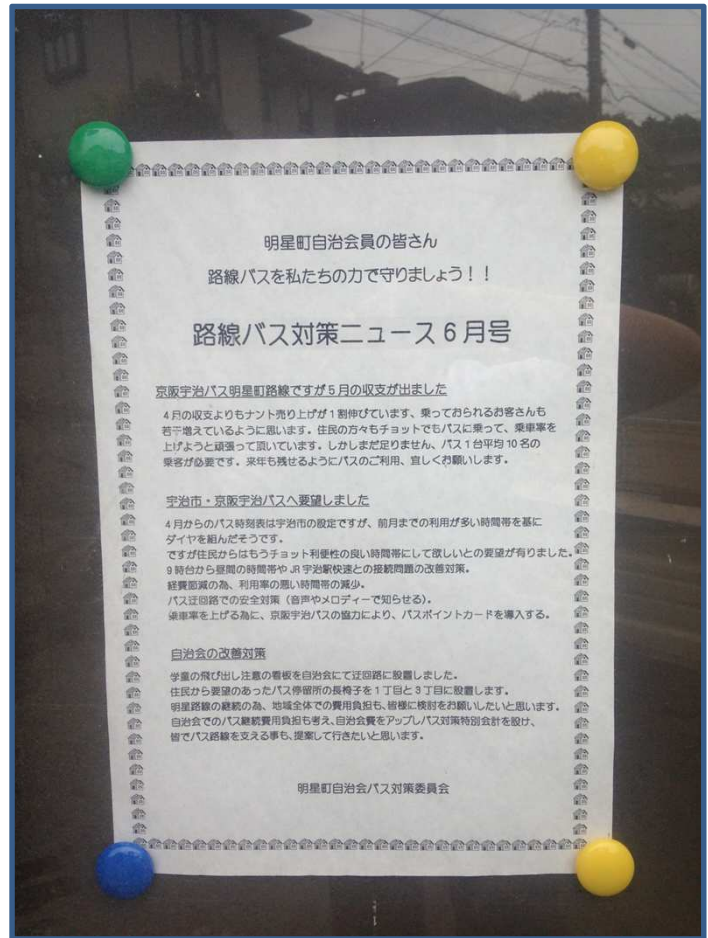 明星町自治会員の皆さん
路線バスを私たちの力で守りましょう！！
路線バス対策ニュース６月号
京阪宇治バス明星町路線ですが５月の収支が出ました
４月の収支よりもナント売り上げが１割伸びています、乗っておられるお客さんも
若干増えているように思います。住民の方々もチョットでもバスに乗って、乗車率を
上げようと頑張って頂いています。しかしまだ足りません、バス１台平均10名の
乗客が必要です。来年も残せるようにバスのご利用、宜しくお願いします。
宇治市・京阪宇治バスへ要望しました
４月からのバス時刻表は宇治市の設定ですが、前月までの利用が多い時間帯を基に
ダイヤを組んだそうです。
ですが住民からはもうチョット利便性の良い時間帯にして欲しいとの要望が有りました。
９時台から昼間の時間帯やJR宇治駅快速との接続問題の改善対策。
経費節減の為、利用率の悪い時間帯の減少。
バス迂回路での安全対策（音声やメロディーで知らせる）。
乗車率を上げる為に、京阪宇治バスの協力により、バスポイントカードを導入する。
自治会の改善対策
学童の飛び出し注意の看板を自治会にて迂回路に設置しました。
住民から要望のあったバス停留所の長椅子を１丁目と３丁目に設置します。
明星路線の継続の為、地域全体での費用負担も、皆様に検討をお願いしたいと思います。
自治会でのバス継続費用負担も考え、自治会費をアップしバス対策特別会計を設け、
皆でバス路線を支える事も、提案して行きたいと思います。
明星町自治会バス対策委員会